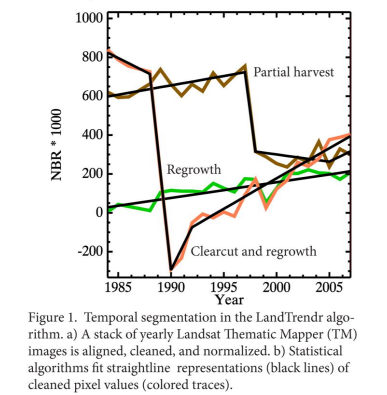 1000
800
600
400
200
0
-200
NBR * 1000
Partial harvest
Regrowth
Clearcut and regrowth
1985 1990 1995 2000 2005
Year
Figure 1. Temporal segmentation in the LandTrendr algo-
rithm. a) A stack of yearly Landsat Thematic Mapper (TM)
images is aligned, cleaned, and normalized. b) Statistical
algorithms fit straightline representations (black lines) of
cleaned pixel values (colored traces).